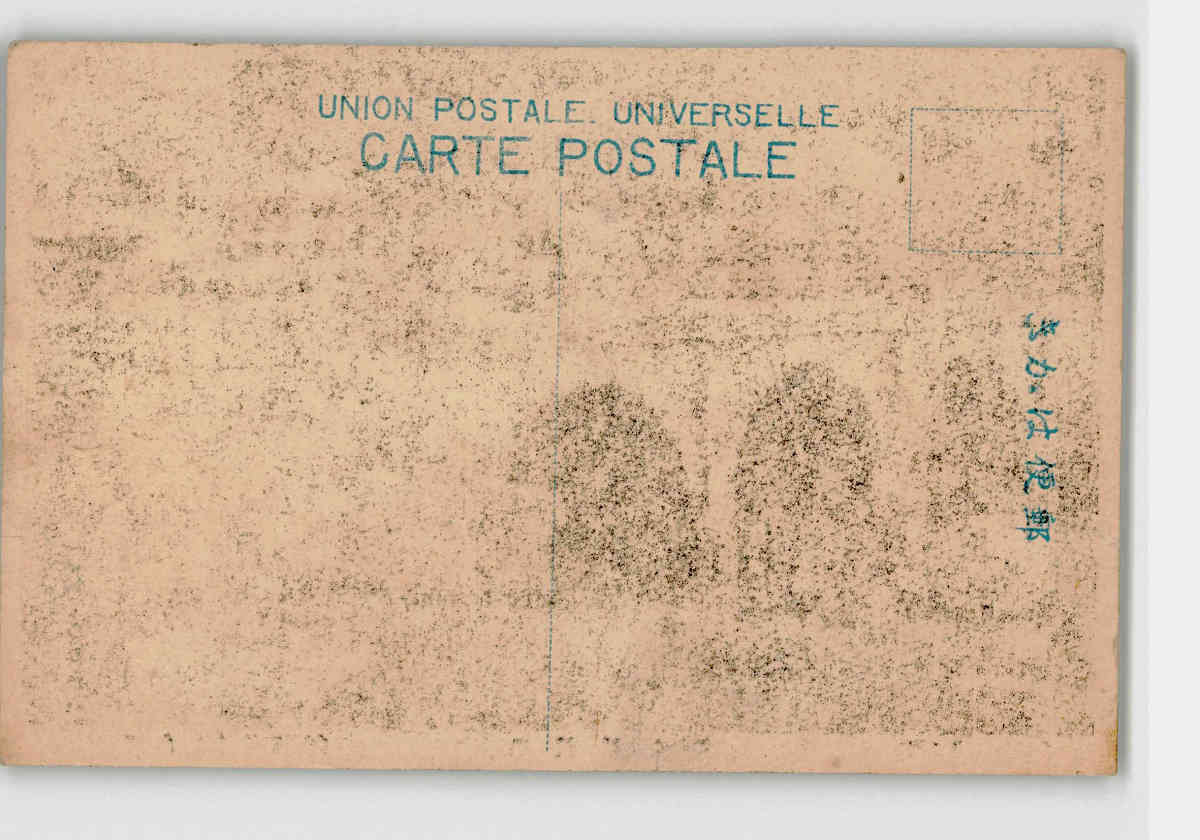 UNION POSTALE. UNIVERSELLE
CARTE POSTALE
郵便はかき